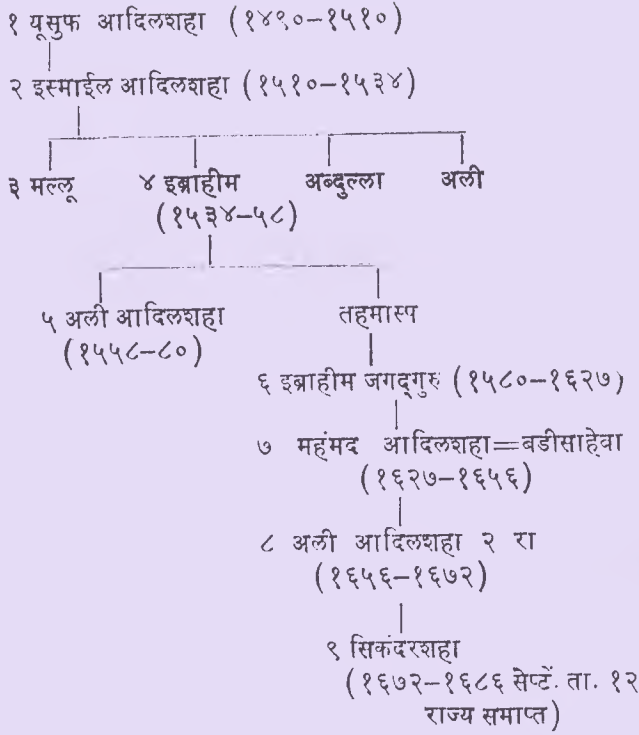 १ यूसुफ आदिलशहा (१४९०–१५१०)
२ इस्माईल आदिलशहा (१५१०–१५३४)
३ मल्लू ४ इब्राहीम अब्दुल्ला अली
(१५३४–५८)
५ अली आदिलशहा तहमास्प
(१५५८–८०)
६ इब्राहीम जगद्‌गुरु (१५८०–१६२७)
७ महंमद आदिलशहा=बडीसाहेबा
(१६२७–१६५६)
८ अली आदिलशहा २ रा
(१६५६–१६७२)
९ सिकंदरशहा
(१६७२–१६८६ सेप्टें. ता. १२
राज्य समाप्त)